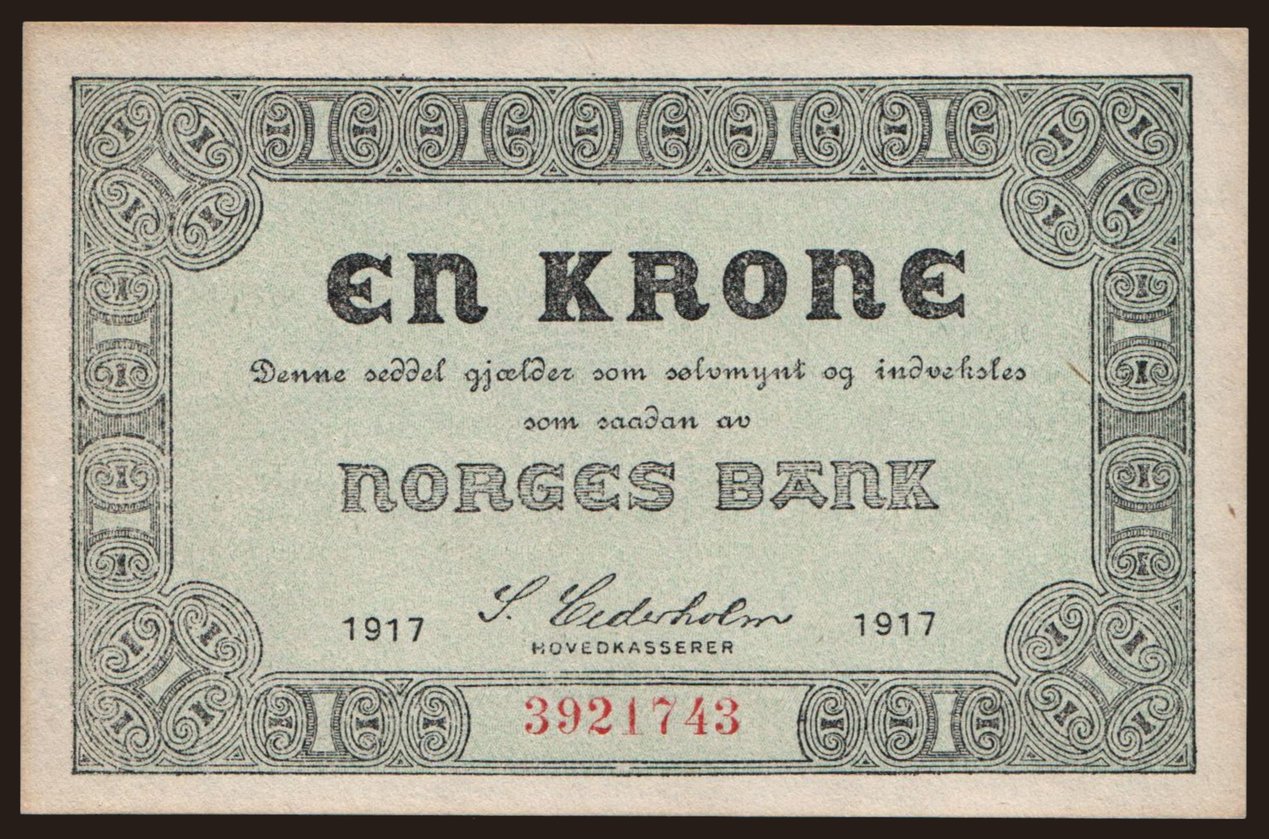 EN KRONE
Denne seddel gjælder som sølvmynt og indveksles
som saadan av
NORGES BANK
S. Cederholm
1917 HOVEDKASSERER 1917
3921743